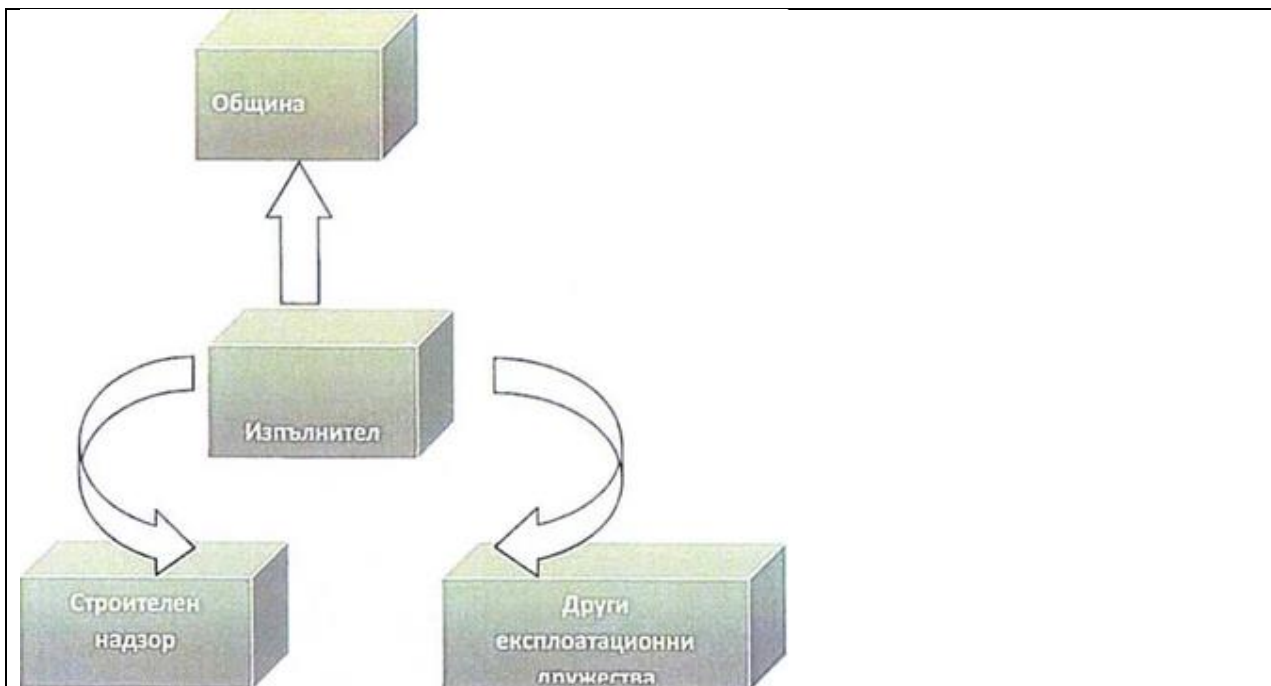 Община
Изпълнител
Строителен
надзор
Други
експлоатационни
дружества